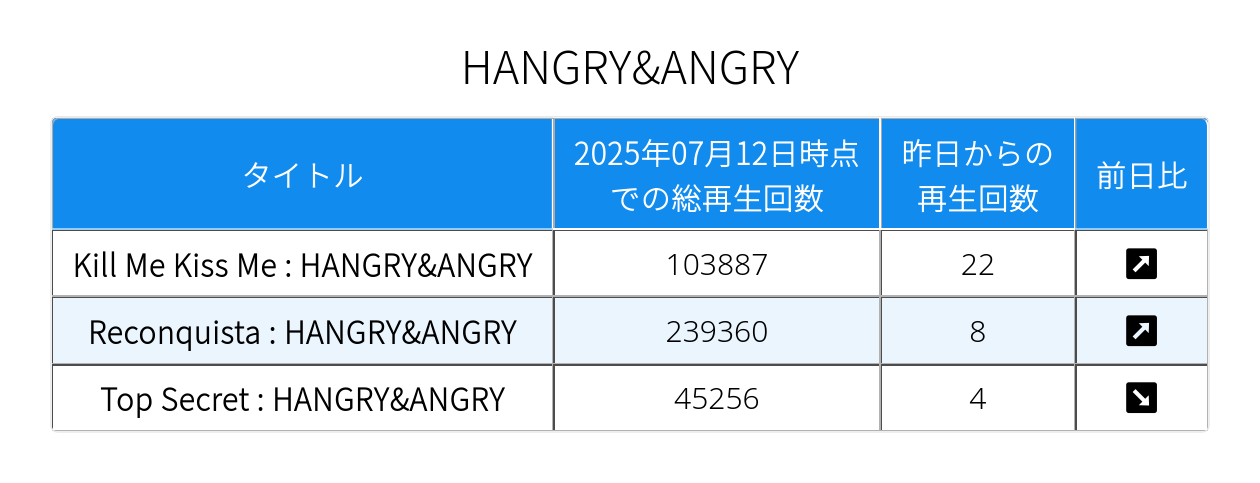 HANGRY&ANGRY
タイトル 2025年07月12日時点での総再生回数 昨日からの再生回数 前日比
Kill Me Kiss Me : HANGRY&ANGRY 103887 22 ↗
Reconquista : HANGRY&ANGRY 239360 8 ↗
Top Secret : HANGRY&ANGRY 45256 4 ↘